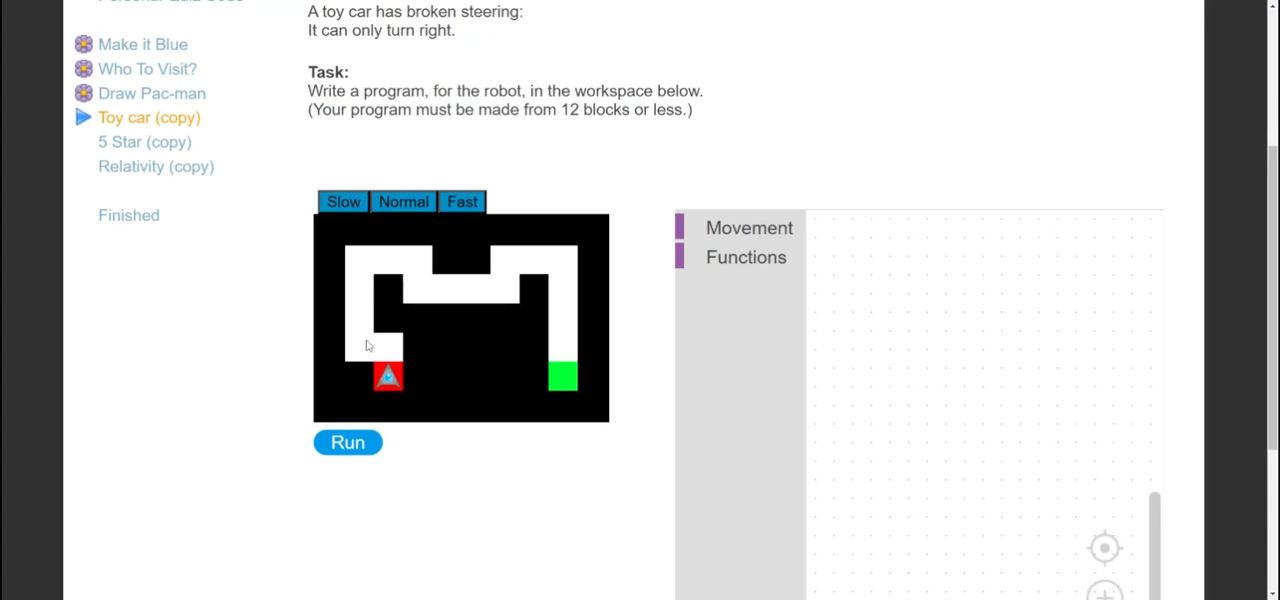 A toy car has broken steering:
It can only turn right.
Make it Blue
Who To Visit?
Draw Pac-man
Toy car (copy)
5 Star (copy)
Relativity (copy)
Finished
Task:
Write a program, for the robot, in the workspace below.
(Your program must be made from 12 blocks or less.)
Slow Normal Fast
Run
Movement
Functions